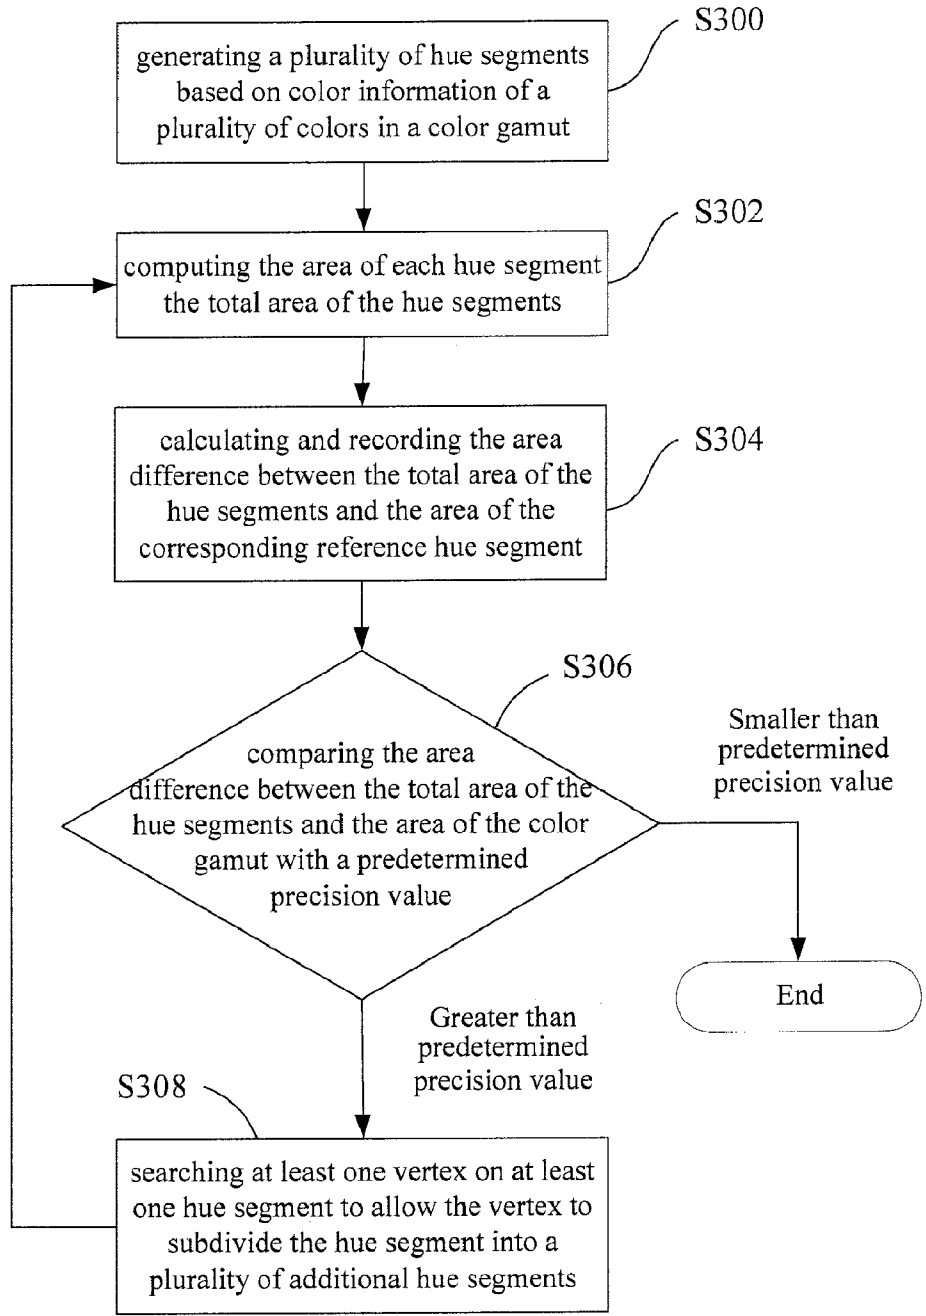 S300
generating a plurality of hue segments
based on color information of a
plurality of colors in a color gamut
S302
computing the area of each hue segment
the total area of the hue segments
S304
calculating and recording the area
difference between the total area of the
hue segments and the area of the
corresponding reference hue segment
S306
comparing the area
difference between the total area of the
hue segments and the area of the color
gamut with a predetermined
precision value
Smaller than
predetermined
precision value
End
Greater than
predetermined
precision value
S308
searching at least one vertex on at least
one hue segment to allow the vertex to
subdivide the hue segment into a
plurality of additional hue segments